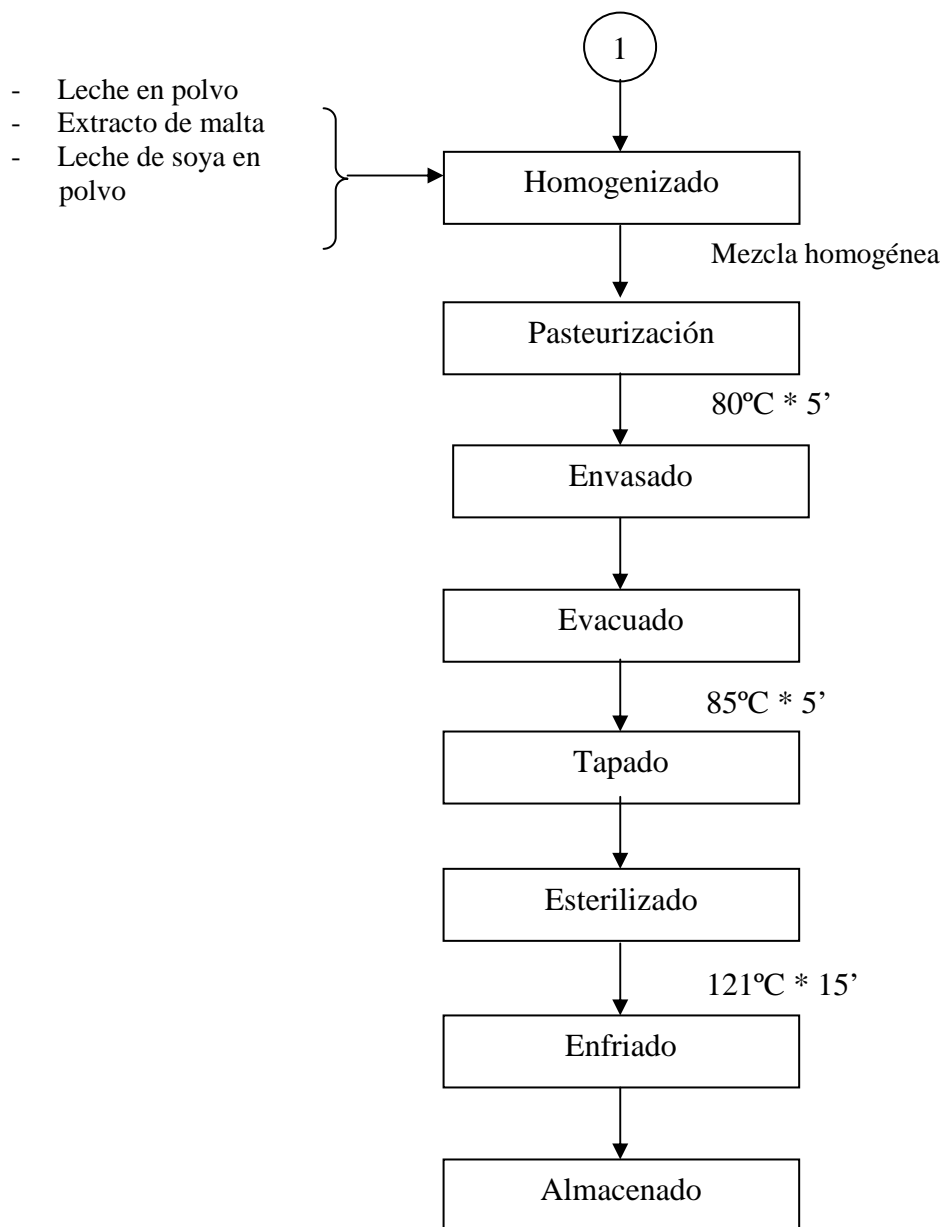 1
- Leche en polvo
- Extracto de malta
- Leche de soya en
polvo
Homogenizado
Mezcla homogénea
Pasteurización
80ºC * 5’
Envasado
Evacuado
85ºC * 5’
Tapado
Esterilizado
121ºC * 15’
Enfriado
Almacenado